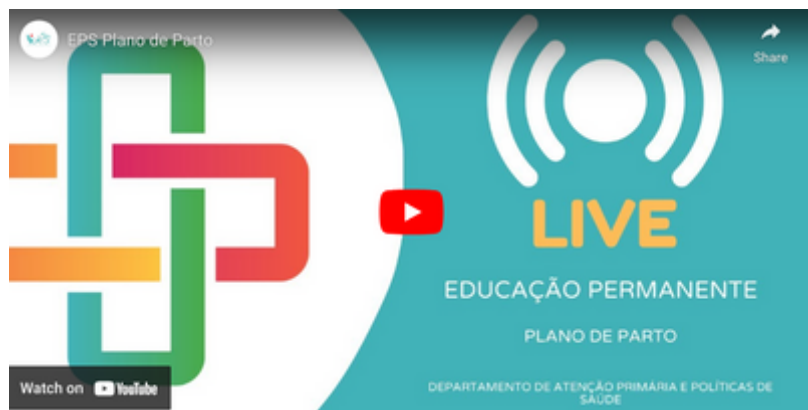 EPS Plano de Parto
Share
LIVE
EDUCAÇÃO PERMANENTE
PLANO DE PARTO
Watch on YouTube
DEPARTAMENTO DE ATENÇÃO PRIMÁRIA E POLÍTICAS DE
SAÚDE